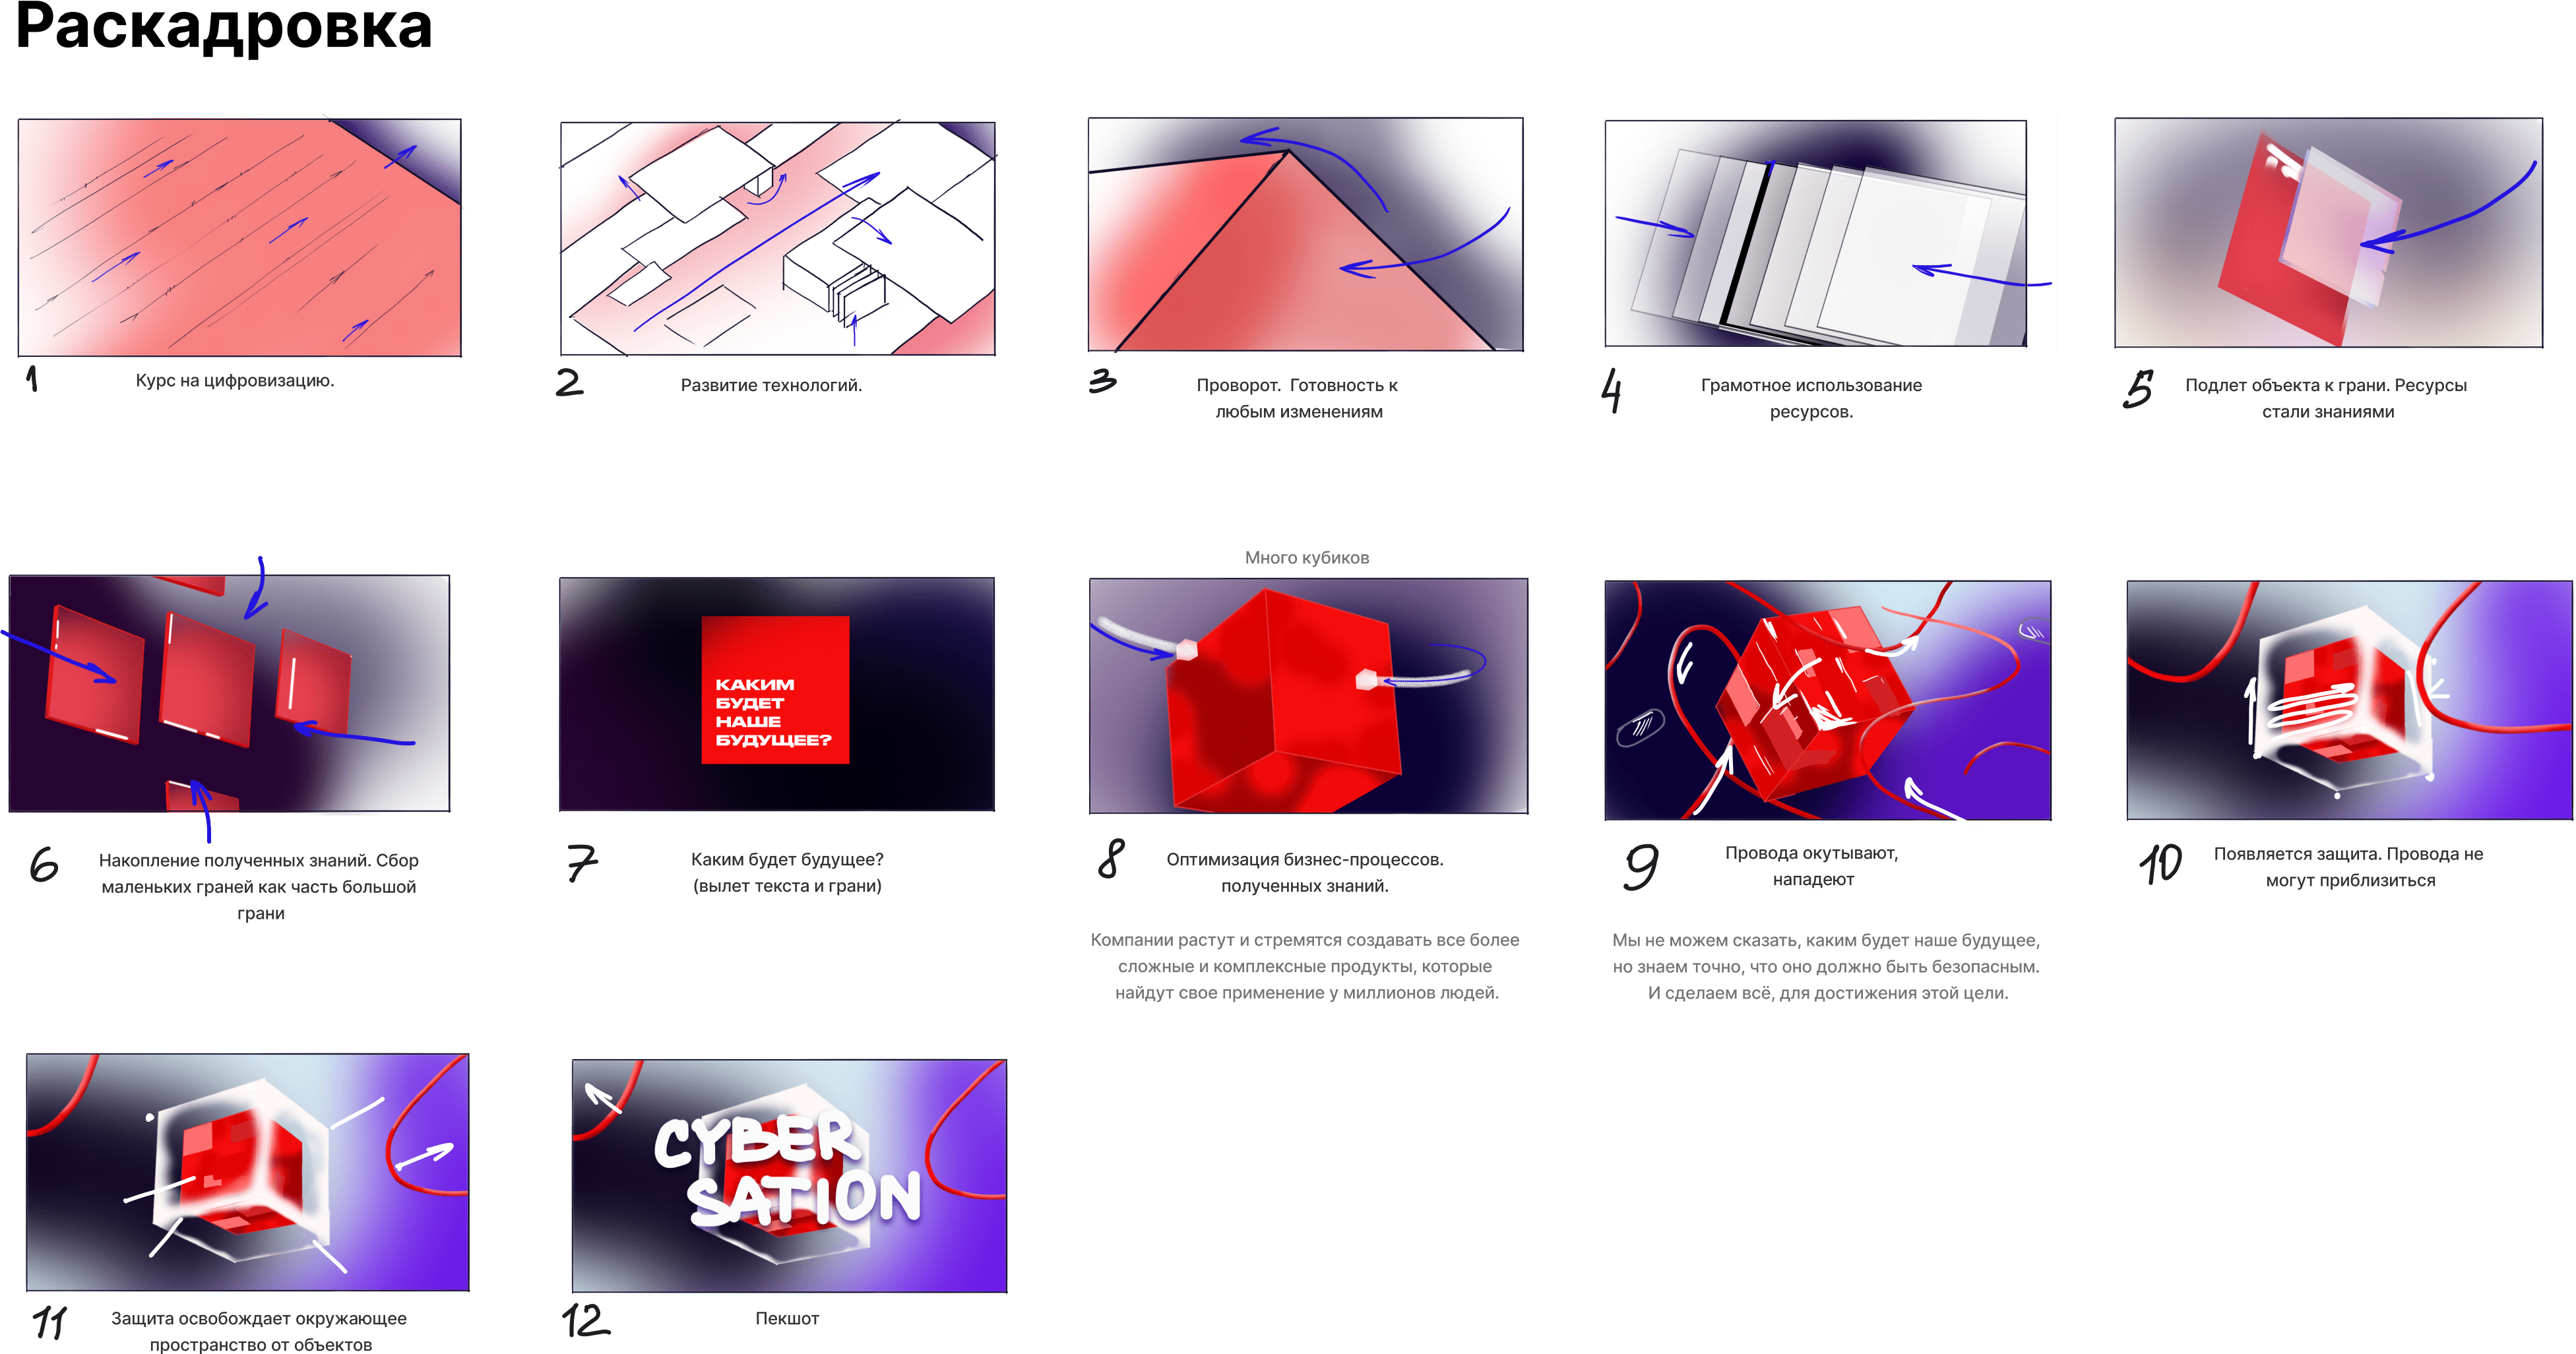 Раскадровка
1
Курс на цифровизацию.
2
Развитие технологий.
3
Проворот. Готовность к
любым изменениям
4
Грамотное использование
ресурсов.
5
Подлет объекта к грани. Ресурсы
стали знаниями
6
Накопление полученных знаний. Сбор
маленьких граней как часть большой
грани
КАКИМ
БУДЕТ
НАШЕ
БУДУЩЕЕ?
7
Каким будет будущее?
(вылет текста и грани)
Много кубиков
8
Оптимизация бизнес-процессов.
полученных знаний.
Компании растут и стремятся создавать все более
сложные и комплексные продукты, которые
найдут свое применение у миллионов людей.
9
Провода окутывают,
нападеют
Мы не можем сказать, каким будет наше будущее,
но знаем точно, что оно должно быть безопасным.
И сделаем всё, для достижения этой цели.
10
Появляется защита. Провода не
могут приблизиться
11
Защита освобождает окружающее
пространство от объектов
CYBER
SATION
12
Пекшот